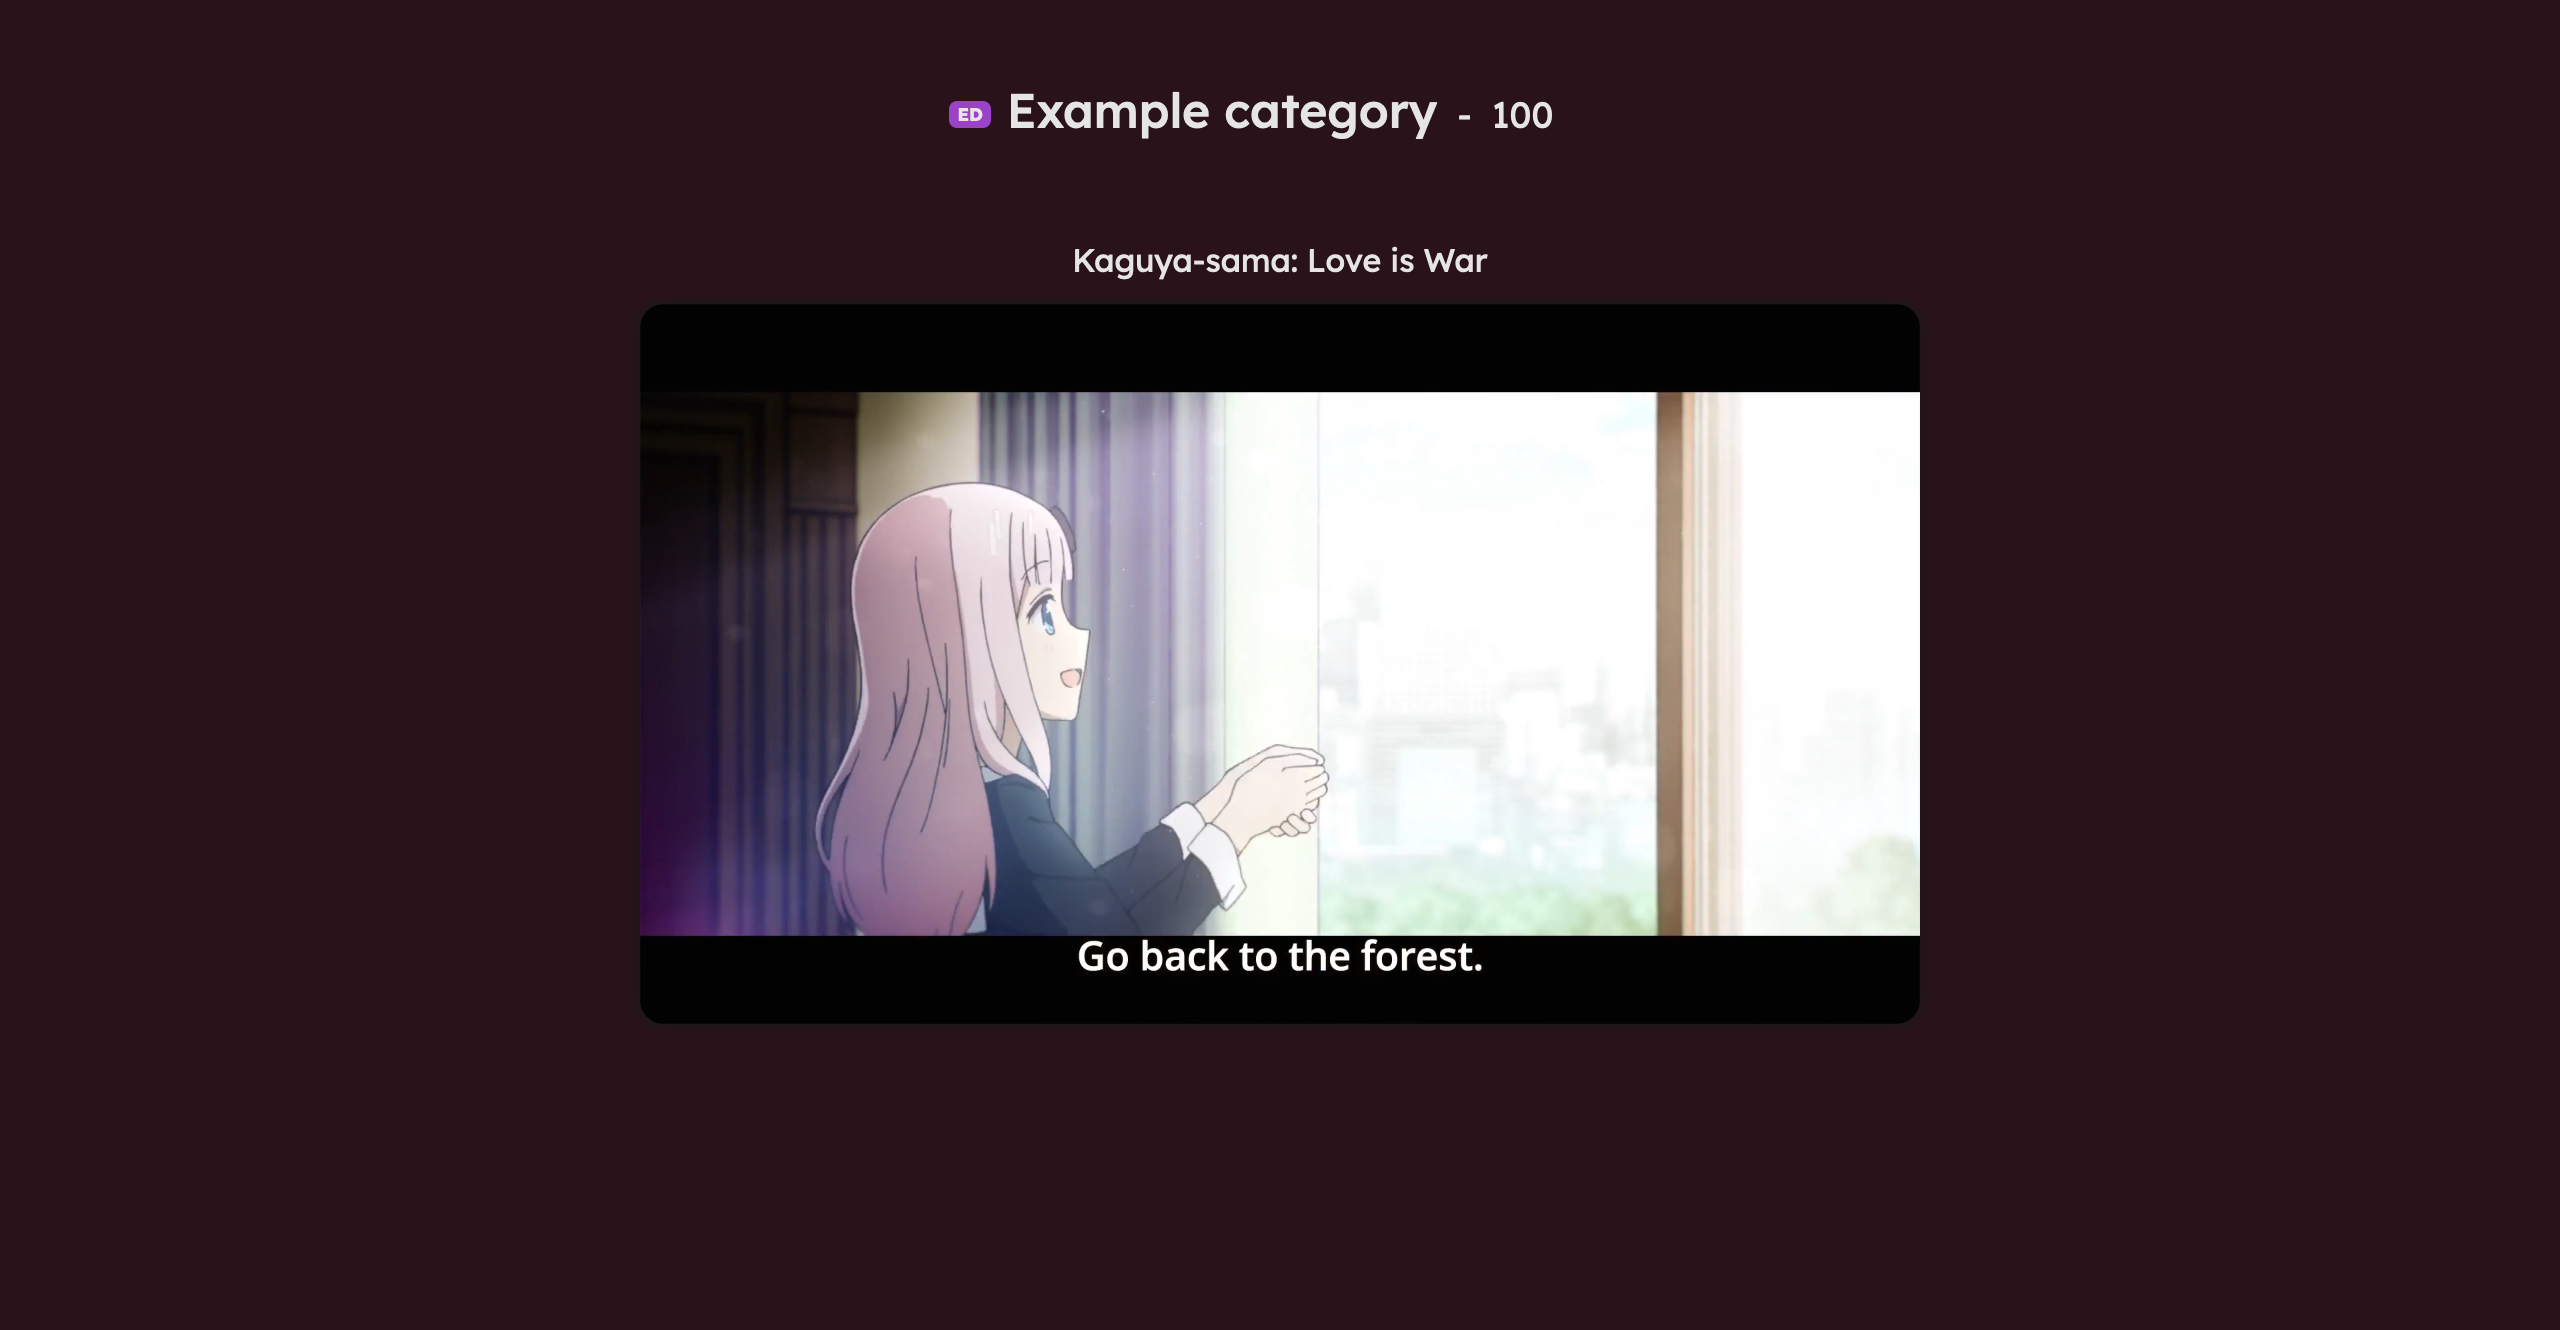 ED Example category - 100
Kaguya-sama: Love is War
Go back to the forest.